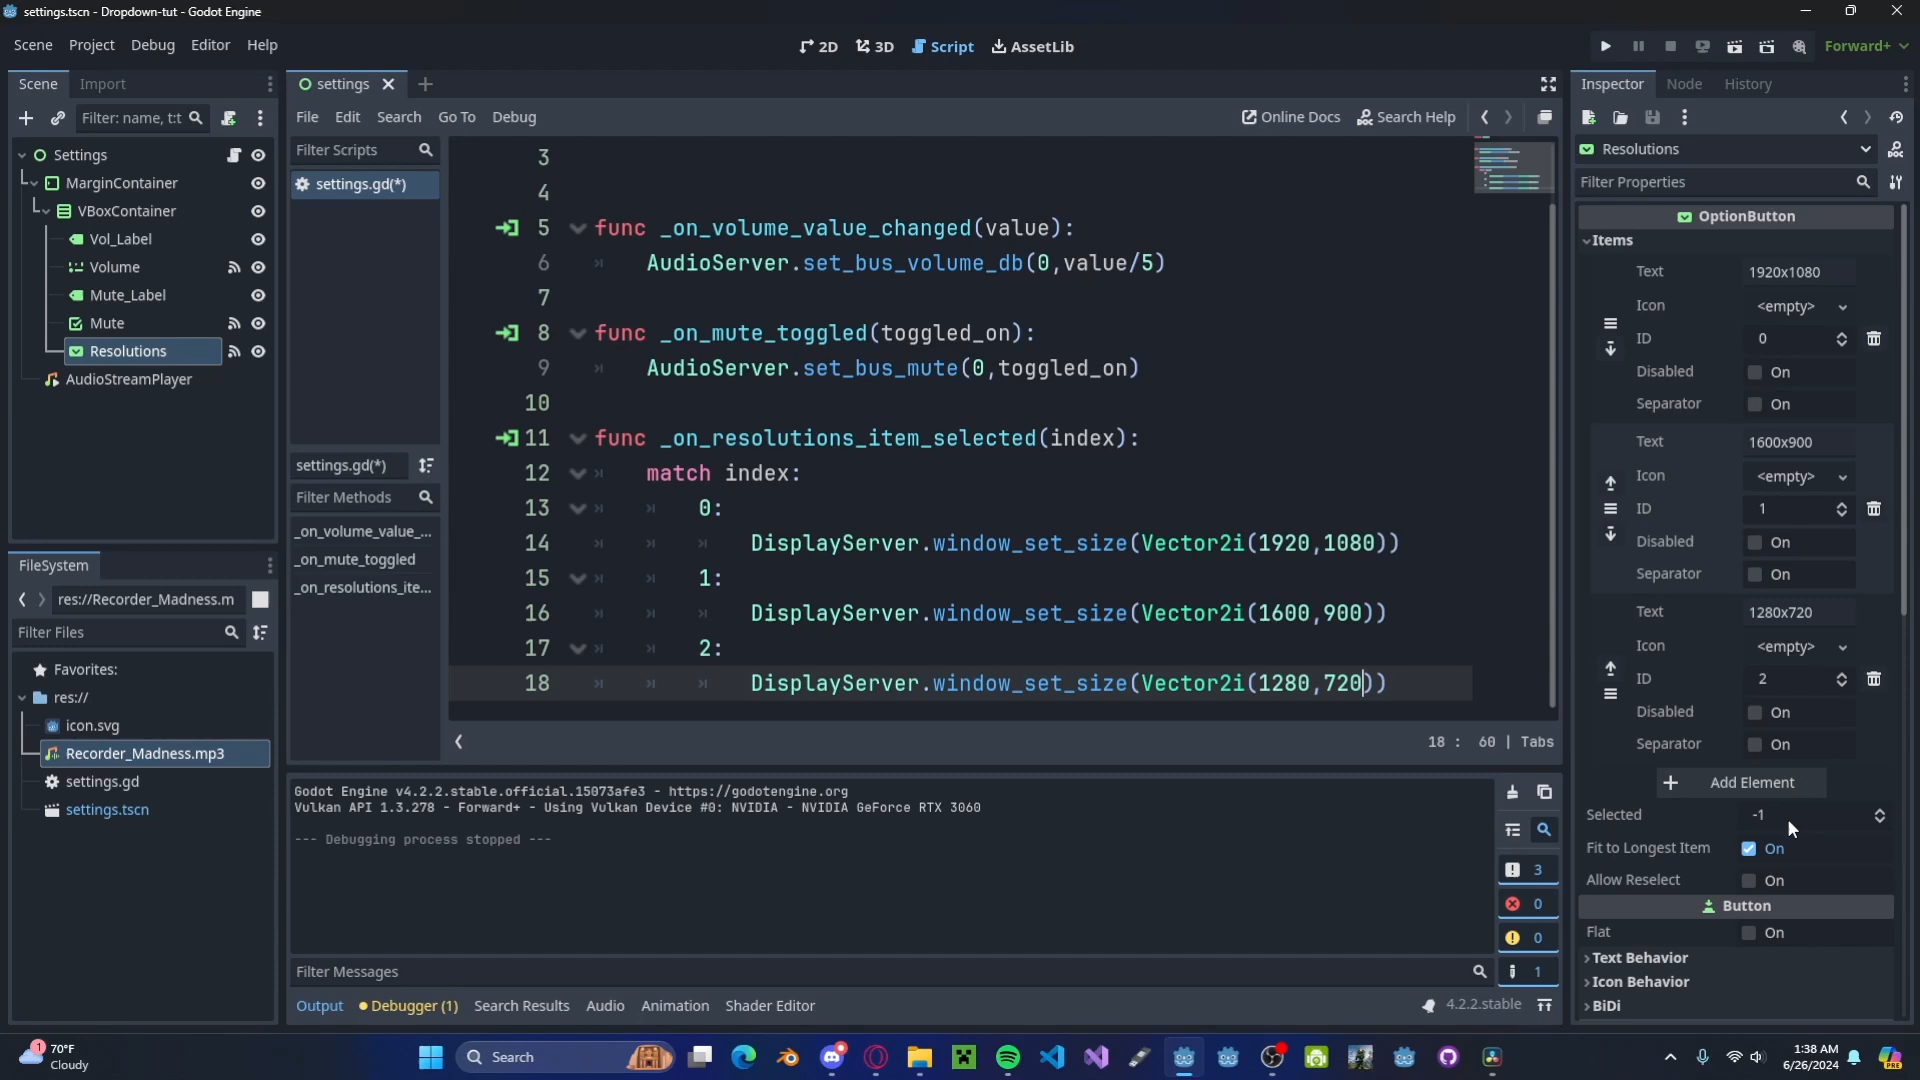 settings.tscn - Dropdown-tut - Godot Engine
Scene Project Debug Editor Help
2D 3D Script AssetLib
Forward+
Scene Import
settings
Inspector Node History
Filter: name, t:t
File Edit Search Go To Debug
Online Docs Search Help
Settings
MarginContainer
VBoxContainer
Vol_Label
Volume
Mute_Label
Mute
Resolutions
AudioStreamPlayer
Filter Scripts
settings.gd(*)
settings.gd(*)
Filter Methods
_on_volume_value_...
_on_mute_toggled
_on_resolutions_ite...
3
4
5 func _on_volume_value_changed(value):
6 AudioServer.set_bus_volume_db(0,value/5)
7
8 func _on_mute_toggled(toggled_on):
9 AudioServer.set_bus_mute(0,toggled_on)
10
11 func _on_resolutions_item_selected(index):
12 match index:
13 0:
14 DisplayServer.window_set_size(Vector2i(1920,1080))
15 1:
16 DisplayServer.window_set_size(Vector2i(1600,900))
17 2:
18 DisplayServer.window_set_size(Vector2i(1280,720))
18 : 60 | Tabs
Resolutions
Filter Properties
OptionButton
Items
Text 1920x1080
Icon <empty>
ID 0
Disabled On
Separator On
Text 1600x900
Icon <empty>
ID 1
Disabled On
Separator On
Text 1280x720
Icon <empty>
ID 2
Disabled On
Separator On
Add Element
Selected -1
Fit to Longest Item On
Allow Reselect On
Button
Flat On
Text Behavior
Icon Behavior
BiDi
FileSystem
res://Recorder_Madness.m
Filter Files
Favorites:
res://
icon.svg
Recorder_Madness.mp3
settings.gd
settings.tscn
Godot Engine v4.2.2.stable.official.15073afe3 - https://godotengine.org
Vulkan API 1.3.278 - Forward+ - Using Vulkan Device #0: NVIDIA - NVIDIA GeForce RTX 3060
--- Debugging process stopped ---
3
0
0
1
Filter Messages
Output Debugger (1) Search Results Audio Animation Shader Editor
4.2.2.stable
1
70°F
Cloudy
Search
1:38 AM
6/26/2024
PRE